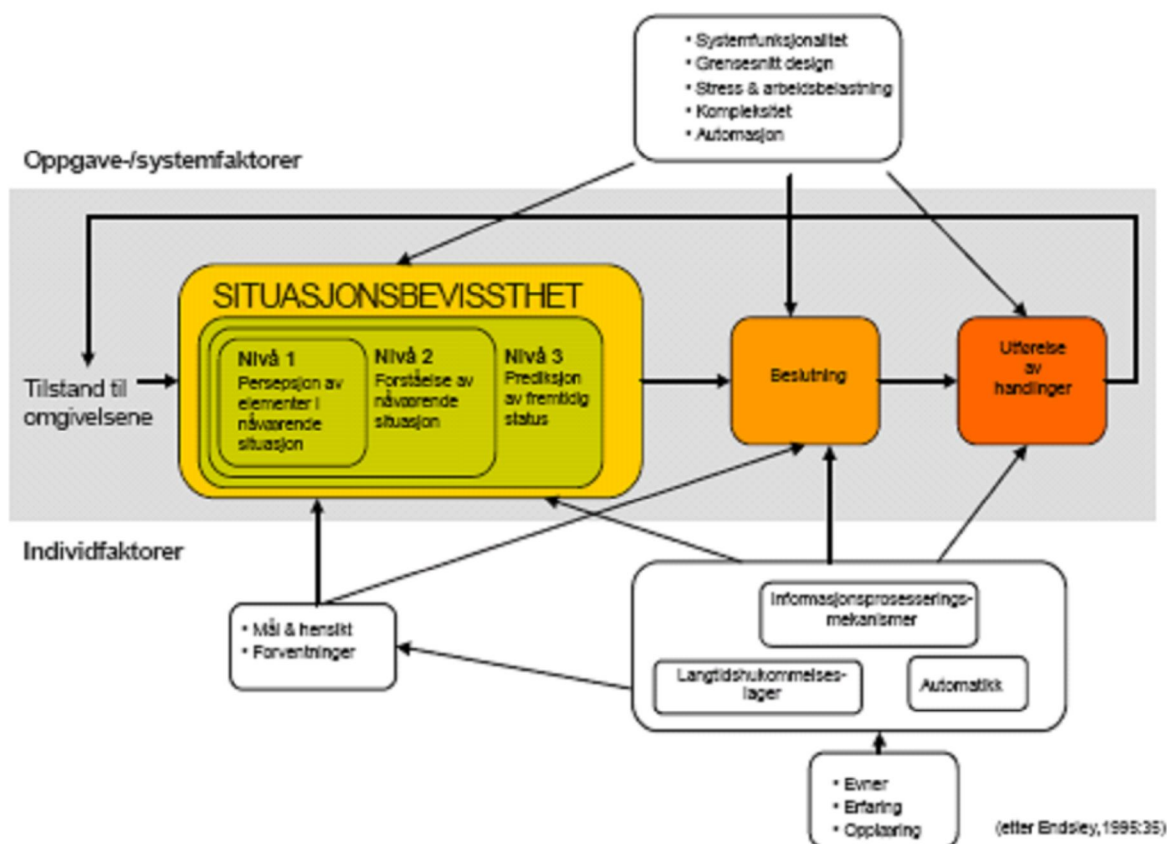 • Systemfunksjonalitet
• Grensesnitt design
• Stress & arbeidsbelastning
• Kompleksitet
• Automasjon
Oppgave-/systemfaktorer
SITUASJONSBEVISSTHET
Nivå 1
Persepsjon av
elementer i
nåværende
situasjon
Nivå 2
Forståelse av
nåværende
situasjon
Nivå 3
Prediksjon
av fremtidig
status
Tilstand til
omgivelsene
Beslutning
Utførelse
av
handlinger
Individfaktorer
• Mål & hensikt
• Forventninger
Informasjonsprosesserings-
mekanismer
Langtidshukommelses-
lager
Automatikk
• Evner
• Erfaring
• Opplæring
(etter Endsley, 1995:35)